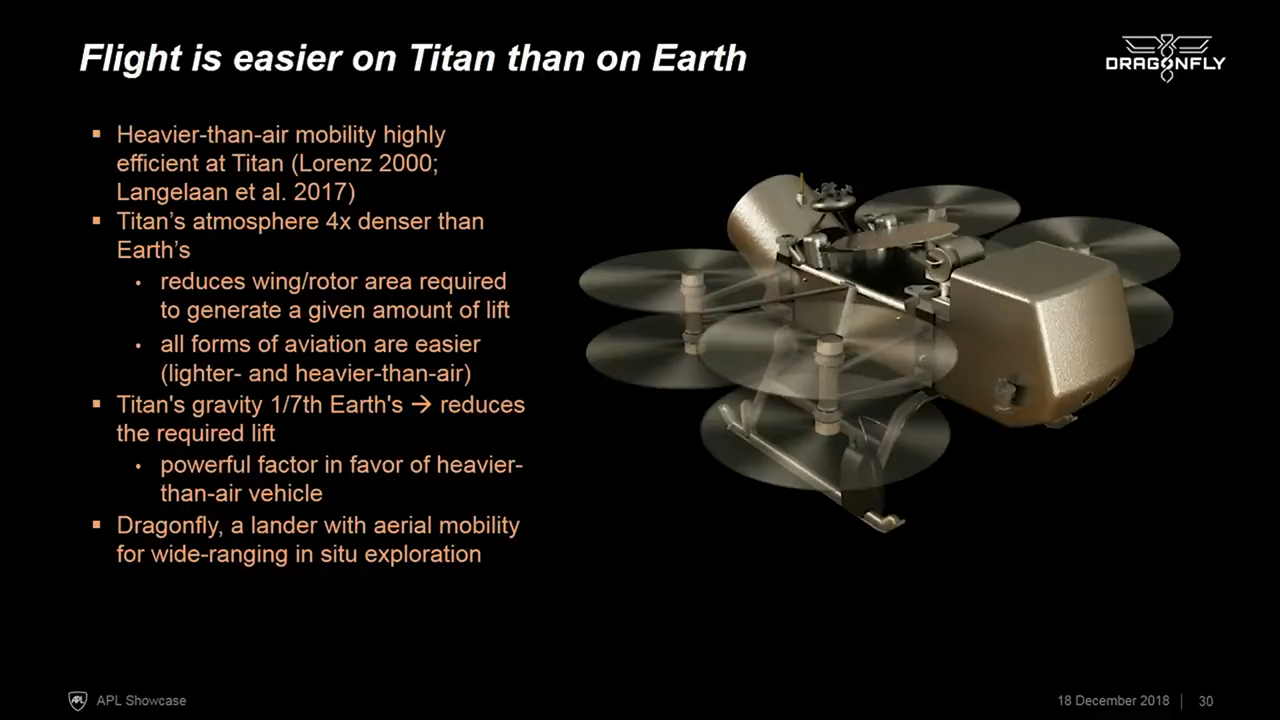 Flight is easier on Titan than on Earth
DRAGONFLY
▪ Heavier-than-air mobility highly
efficient at Titan (Lorenz 2000;
Langelaan et al. 2017)
▪ Titan’s atmosphere 4x denser than
Earth’s
• reduces wing/rotor area required
to generate a given amount of lift
• all forms of aviation are easier
(lighter- and heavier-than-air)
▪ Titan's gravity 1/7th Earth's → reduces
the required lift
• powerful factor in favor of heavier-
than-air vehicle
▪ Dragonfly, a lander with aerial mobility
for wide-ranging in situ exploration
APL
APL Showcase
18 December 2018 | 30